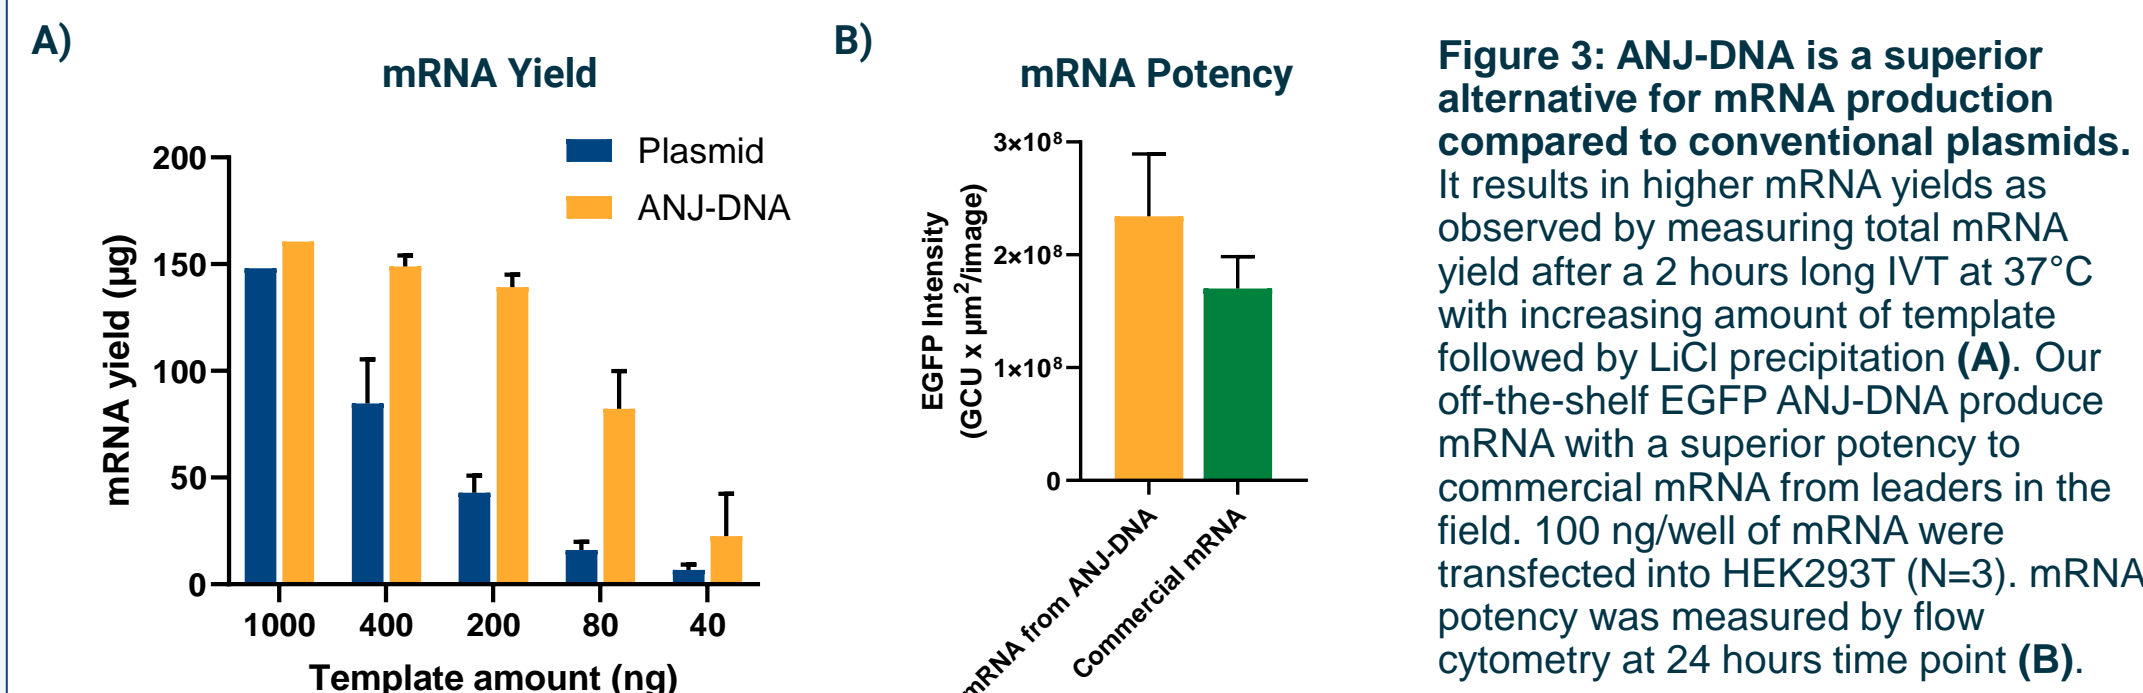 A)
mRNA Yield
Plasmid
ANJ-DNA
mRNA yield (µg)
200
150
100
50
0
1000 400 200 80 40
Template amount (ng)
B)
mRNA Potency
EGFP Intensity
(GCU x µm²/image)
3×10⁸
2×10⁸
1×10⁸
0
mRNA from ANJ-DNA
Commercial mRNA
Figure 3: ANJ-DNA is a superior
alternative for mRNA production
compared to conventional plasmids.
It results in higher mRNA yields as
observed by measuring total mRNA
yield after a 2 hours long IVT at 37°C
with increasing amount of template
followed by LiCl precipitation (A). Our
off-the-shelf EGFP ANJ-DNA produce
mRNA with a superior potency to
commercial mRNA from leaders in the
field. 100 ng/well of mRNA were
transfected into HEK293T (N=3). mRNA
potency was measured by flow
cytometry at 24 hours time point (B).